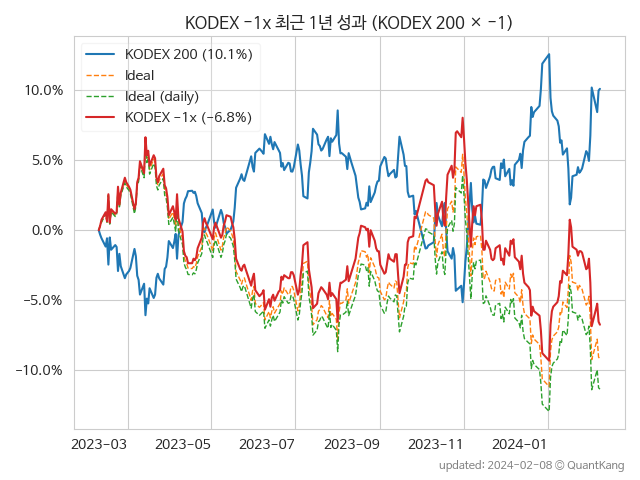 KODEX −1x 최근 1년 성과 (KODEX 200 × −1)
KODEX 200 (10.1%)
Ideal
Ideal (daily)
KODEX −1x (−6.8%)
10.0%
5.0%
0.0%
−5.0%
−10.0%
2023-03 2023-05 2023-07 2023-09 2023-11 2024-01
updated: 2024-02-08 © QuantKang